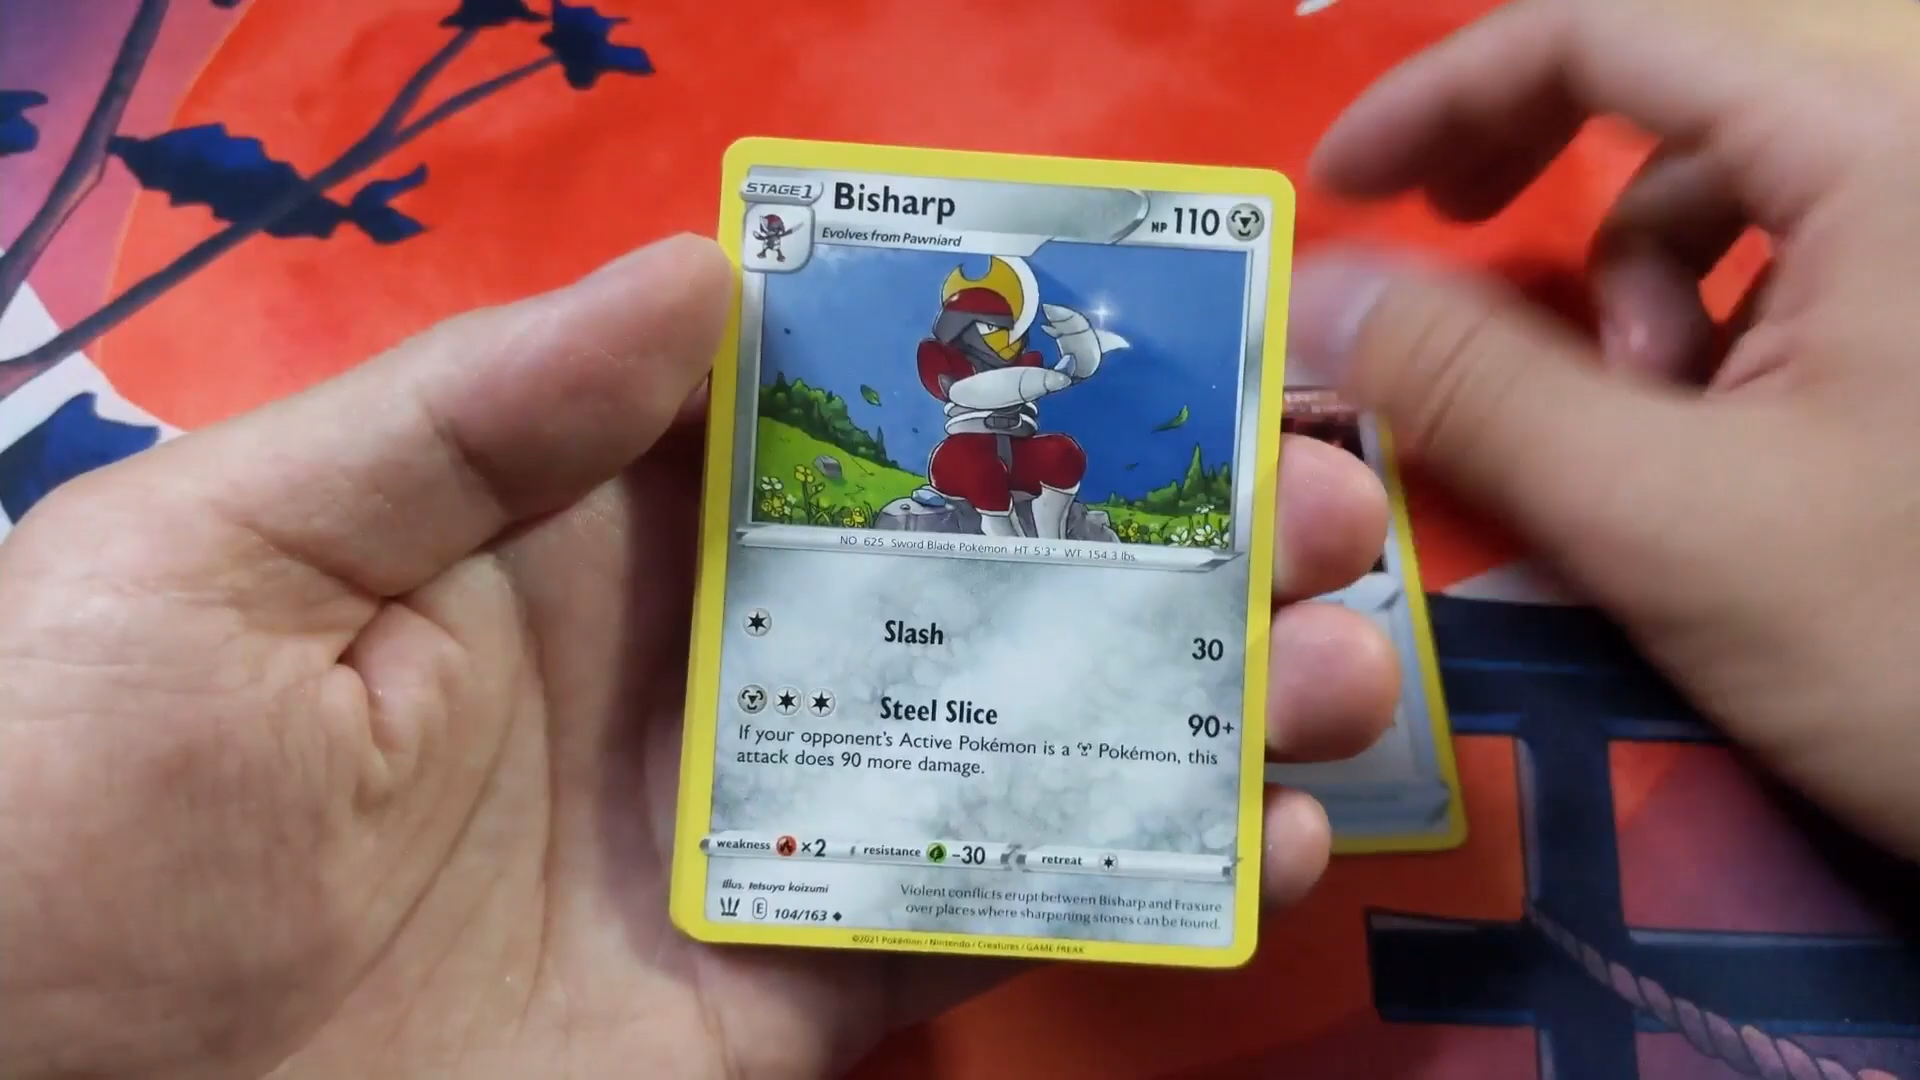 STAGE1
Bisharp
HP 110
Evolves from Pawniard
NO. 625 Sword Blade Pokémon HT 5'3" WT 154.3 lbs.
Slash
30
Steel Slice
90+
If your opponent's Active Pokémon is a Pokémon, this
attack does 90 more damage.
weakness ×2 resistance -30 retreat
Illus. tetsuya koizumi
Violent conflicts erupt between Bisharp and Fraxure
over places where sharpening stones can be found.
E 104/163
©2021 Pokémon / Nintendo / Creatures / GAME FREAK